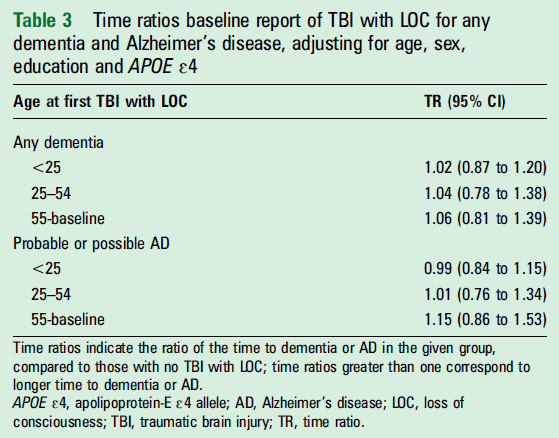 Table 3 Time ratios baseline report of TBI with LOC for any
dementia and Alzheimer's disease, adjusting for age, sex,
education and APOE ε4
Age at first TBI with LOC TR (95% CI)
Any dementia
<25 1.02 (0.87 to 1.20)
25–54 1.04 (0.78 to 1.38)
55-baseline 1.06 (0.81 to 1.39)
Probable or possible AD
<25 0.99 (0.84 to 1.15)
25–54 1.01 (0.76 to 1.34)
55-baseline 1.15 (0.86 to 1.53)
Time ratios indicate the ratio of the time to dementia or AD in the given group,
compared to those with no TBI with LOC; time ratios greater than one correspond to
longer time to dementia or AD.
APOE ε4, apolipoprotein-E ε4 allele; AD, Alzheimer's disease; LOC, loss of
consciousness; TBI, traumatic brain injury; TR, time ratio.